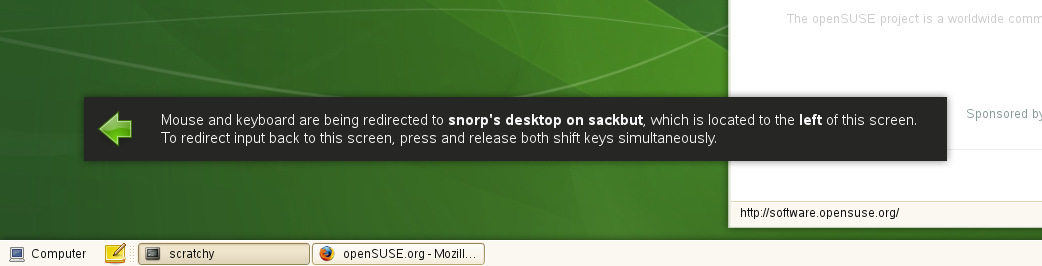 The openSUSE project is a worldwide comm
Mouse and keyboard are being redirected to snorp's desktop on sackbut, which is located to the left of this screen.
To redirect input back to this screen, press and release both shift keys simultaneously.
Sponsored by
http://software.opensuse.org/
Computer
scratchy
openSUSE.org - Mozill...